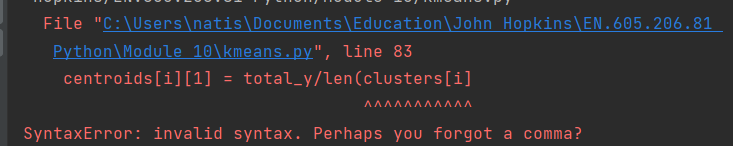 File "C:\Users\natis\Documents\Education\John Hopkins\EN.605.206.81
Python\Module 10\kmeans.py", line 83
centroids[i][1] = total_y/len(clusters[i]
^^^^^^^^^^^
SyntaxError: invalid syntax. Perhaps you forgot a comma?